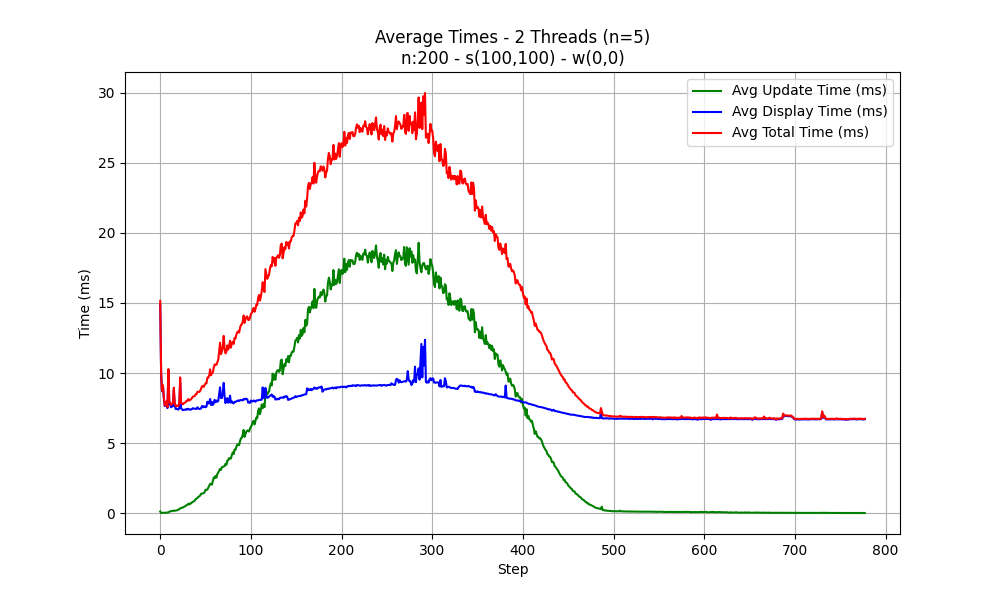 Average Times - 2 Threads (n=5)
n:200 - s(100,100) - w(0,0)
Avg Update Time (ms)
Avg Display Time (ms)
Avg Total Time (ms)
Time (ms)
30
25
20
15
10
5
0
0 100 200 300 400 500 600 700 800
Step